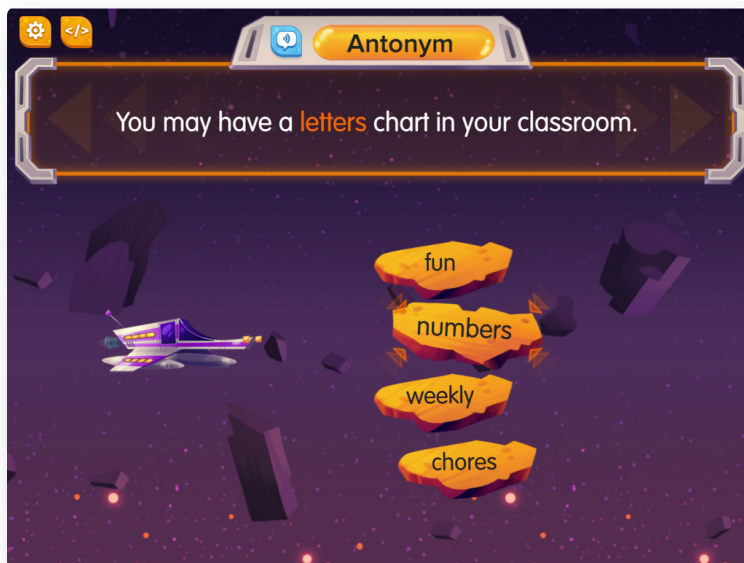 </>
Antonym
You may have a letters chart in your classroom.
fun
numbers
weekly
chores